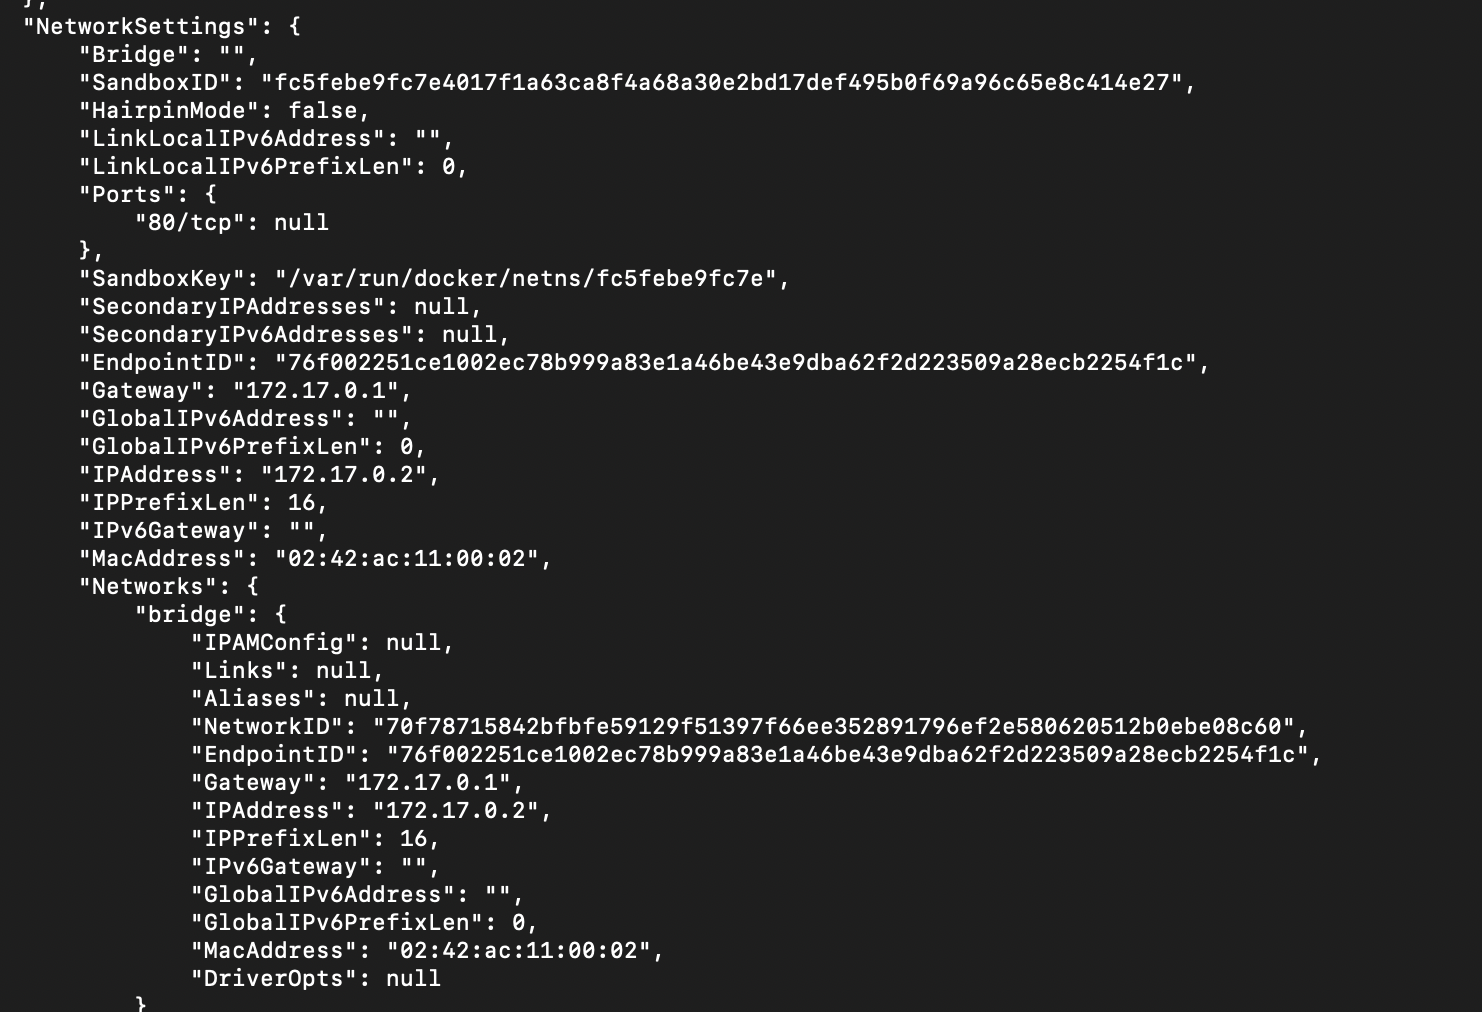 },
"NetworkSettings": {
"Bridge": "",
"SandboxID": "fc5febe9fc7e4017f1a63ca8f4a68a30e2bd17def495b0f69a96c65e8c414e27",
"HairpinMode": false,
"LinkLocalIPv6Address": "",
"LinkLocalIPv6PrefixLen": 0,
"Ports": {
"80/tcp": null
},
"SandboxKey": "/var/run/docker/netns/fc5febe9fc7e",
"SecondaryIPAddresses": null,
"SecondaryIPv6Addresses": null,
"EndpointID": "76f002251ce1002ec78b999a83e1a46be43e9dba62f2d223509a28ecb2254f1c",
"Gateway": "172.17.0.1",
"GlobalIPv6Address": "",
"GlobalIPv6PrefixLen": 0,
"IPAddress": "172.17.0.2",
"IPPrefixLen": 16,
"IPv6Gateway": "",
"MacAddress": "02:42:ac:11:00:02",
"Networks": {
"bridge": {
"IPAMConfig": null,
"Links": null,
"Aliases": null,
"NetworkID": "70f78715842bfbfe59129f51397f66ee352891796ef2e580620512b0ebe08c60",
"EndpointID": "76f002251ce1002ec78b999a83e1a46be43e9dba62f2d223509a28ecb2254f1c",
"Gateway": "172.17.0.1",
"IPAddress": "172.17.0.2",
"IPPrefixLen": 16,
"IPv6Gateway": "",
"GlobalIPv6Address": "",
"GlobalIPv6PrefixLen": 0,
"MacAddress": "02:42:ac:11:00:02",
"DriverOpts": null
}